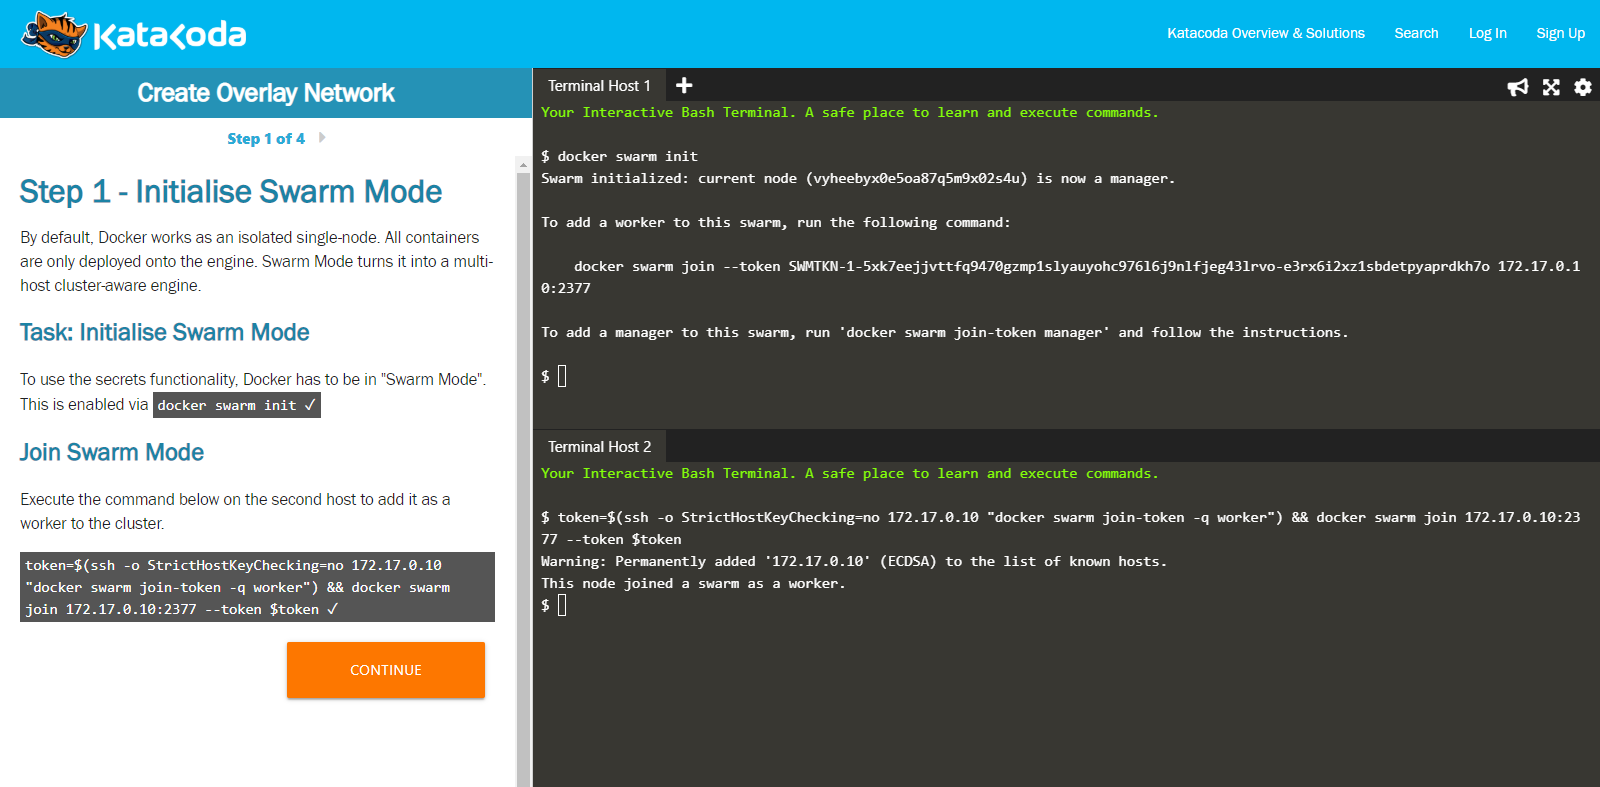 Katacoda
Katacoda Overview & Solutions
Search
Log In
Sign Up
Create Overlay Network
Step 1 of 4
Step 1 - Initialise Swarm Mode
By default, Docker works as an isolated single-node. All containers
are only deployed onto the engine. Swarm Mode turns it into a multi-
host cluster-aware engine.
Task: Initialise Swarm Mode
To use the secrets functionality, Docker has to be in "Swarm Mode".
This is enabled via docker swarm init ✓
Join Swarm Mode
Execute the command below on the second host to add it as a
worker to the cluster.
token=$(ssh -o StrictHostKeyChecking=no 172.17.0.10
"docker swarm join-token -q worker") && docker swarm
join 172.17.0.10:2377 --token $token ✓
CONTINUE
Terminal Host 1
Your Interactive Bash Terminal. A safe place to learn and execute commands.
$ docker swarm init
Swarm initialized: current node (vyheebyx0e5oa87q5m9x02s4u) is now a manager.
To add a worker to this swarm, run the following command:
docker swarm join --token SWMTKN-1-5xk7eejjvttfq9470gzmp1slyauyohc976l6j9nlfjeg43lrvo-e3rx6i2xz1sbdetpyaprdkh7o 172.17.0.1
0:2377
To add a manager to this swarm, run 'docker swarm join-token manager' and follow the instructions.
$
Terminal Host 2
Your Interactive Bash Terminal. A safe place to learn and execute commands.
$ token=$(ssh -o StrictHostKeyChecking=no 172.17.0.10 "docker swarm join-token -q worker") && docker swarm join 172.17.0.10:23
77 --token $token
Warning: Permanently added '172.17.0.10' (ECDSA) to the list of known hosts.
This node joined a swarm as a worker.
$